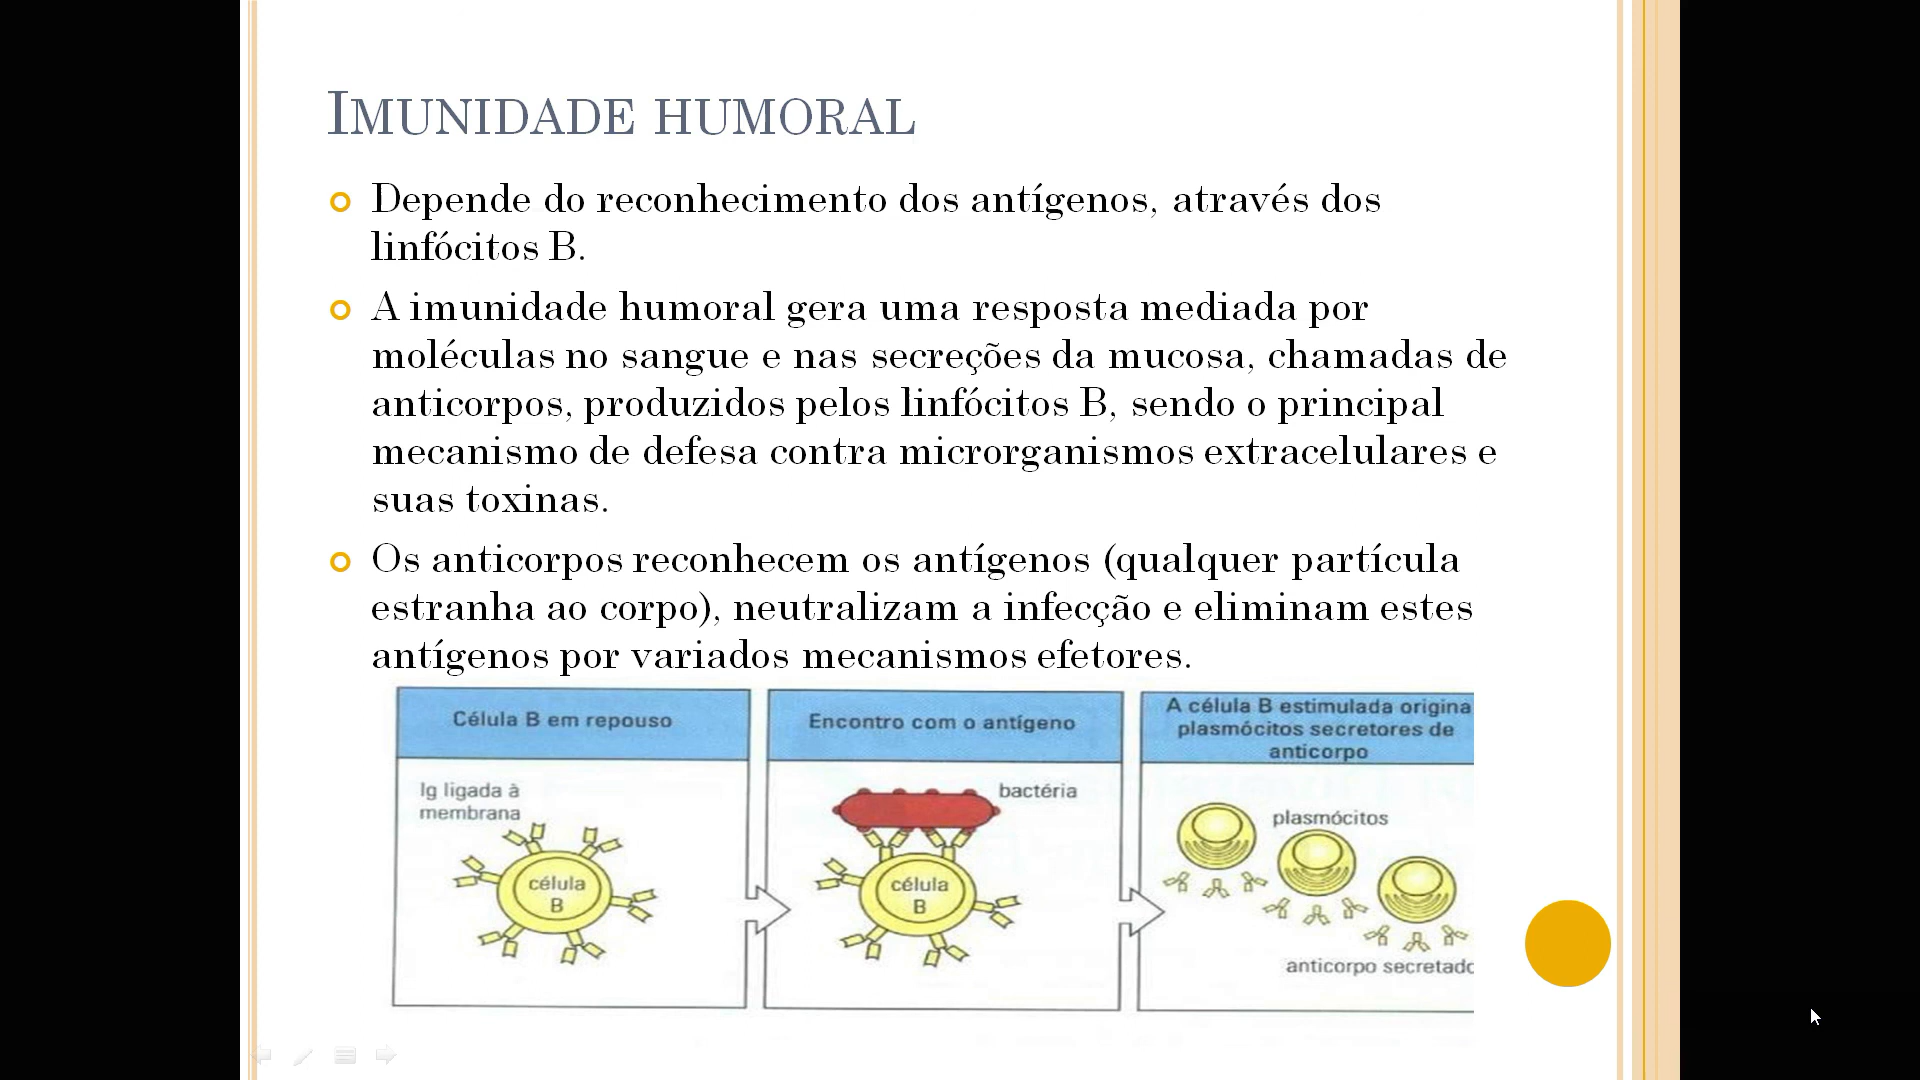 Imunidade humoral
Depende do reconhecimento dos antígenos, através dos
linfócitos B.
A imunidade humoral gera uma resposta mediada por
moléculas no sangue e nas secreções da mucosa, chamadas de
anticorpos, produzidos pelos linfócitos B, sendo o principal
mecanismo de defesa contra microrganismos extracelulares e
suas toxinas.
Os anticorpos reconhecem os antígenos (qualquer partícula
estranha ao corpo), neutralizam a infecção e eliminam estes
antígenos por variados mecanismos efetores.
Célula B em repouso
Ig ligada à
membrana
célula
B
Encontro com o antígeno
bactéria
célula
B
A célula B estimulada origina
plasmócitos secretores de
anticorpo
plasmócitos
anticorpo secretado